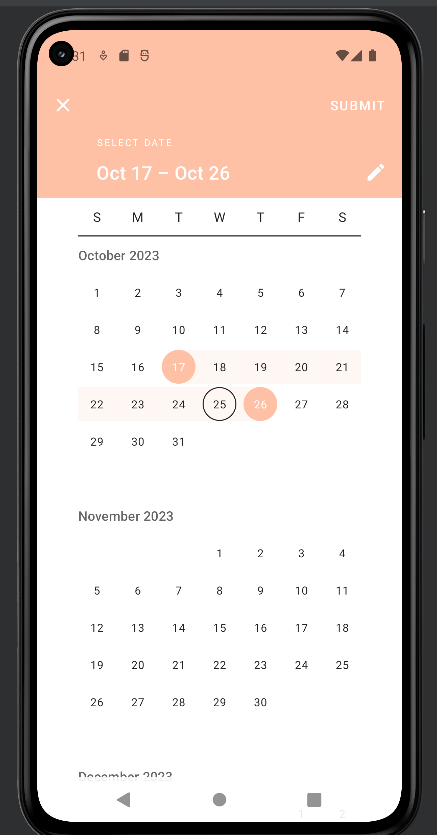 31
SUBMIT
SELECT DATE
Oct 17 – Oct 26
S M T W T F S
October 2023
1 2 3 4 5 6 7
8 9 10 11 12 13 14
15 16 17 18 19 20 21
22 23 24 25 26 27 28
29 30 31
November 2023
1 2 3 4
5 6 7 8 9 10 11
12 13 14 15 16 17 18
19 20 21 22 23 24 25
26 27 28 29 30
December 2023
1 2